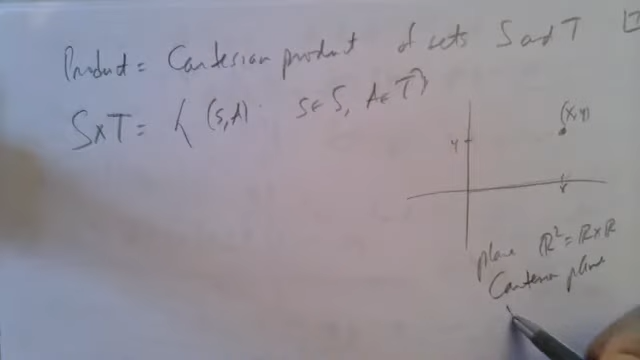 Product = Cartesian product of sets S and T
S×T = { (s,t) : s∈S, t∈T }
(x,y)
y
x
plane ℝ² = ℝ×ℝ
Cartesian plane